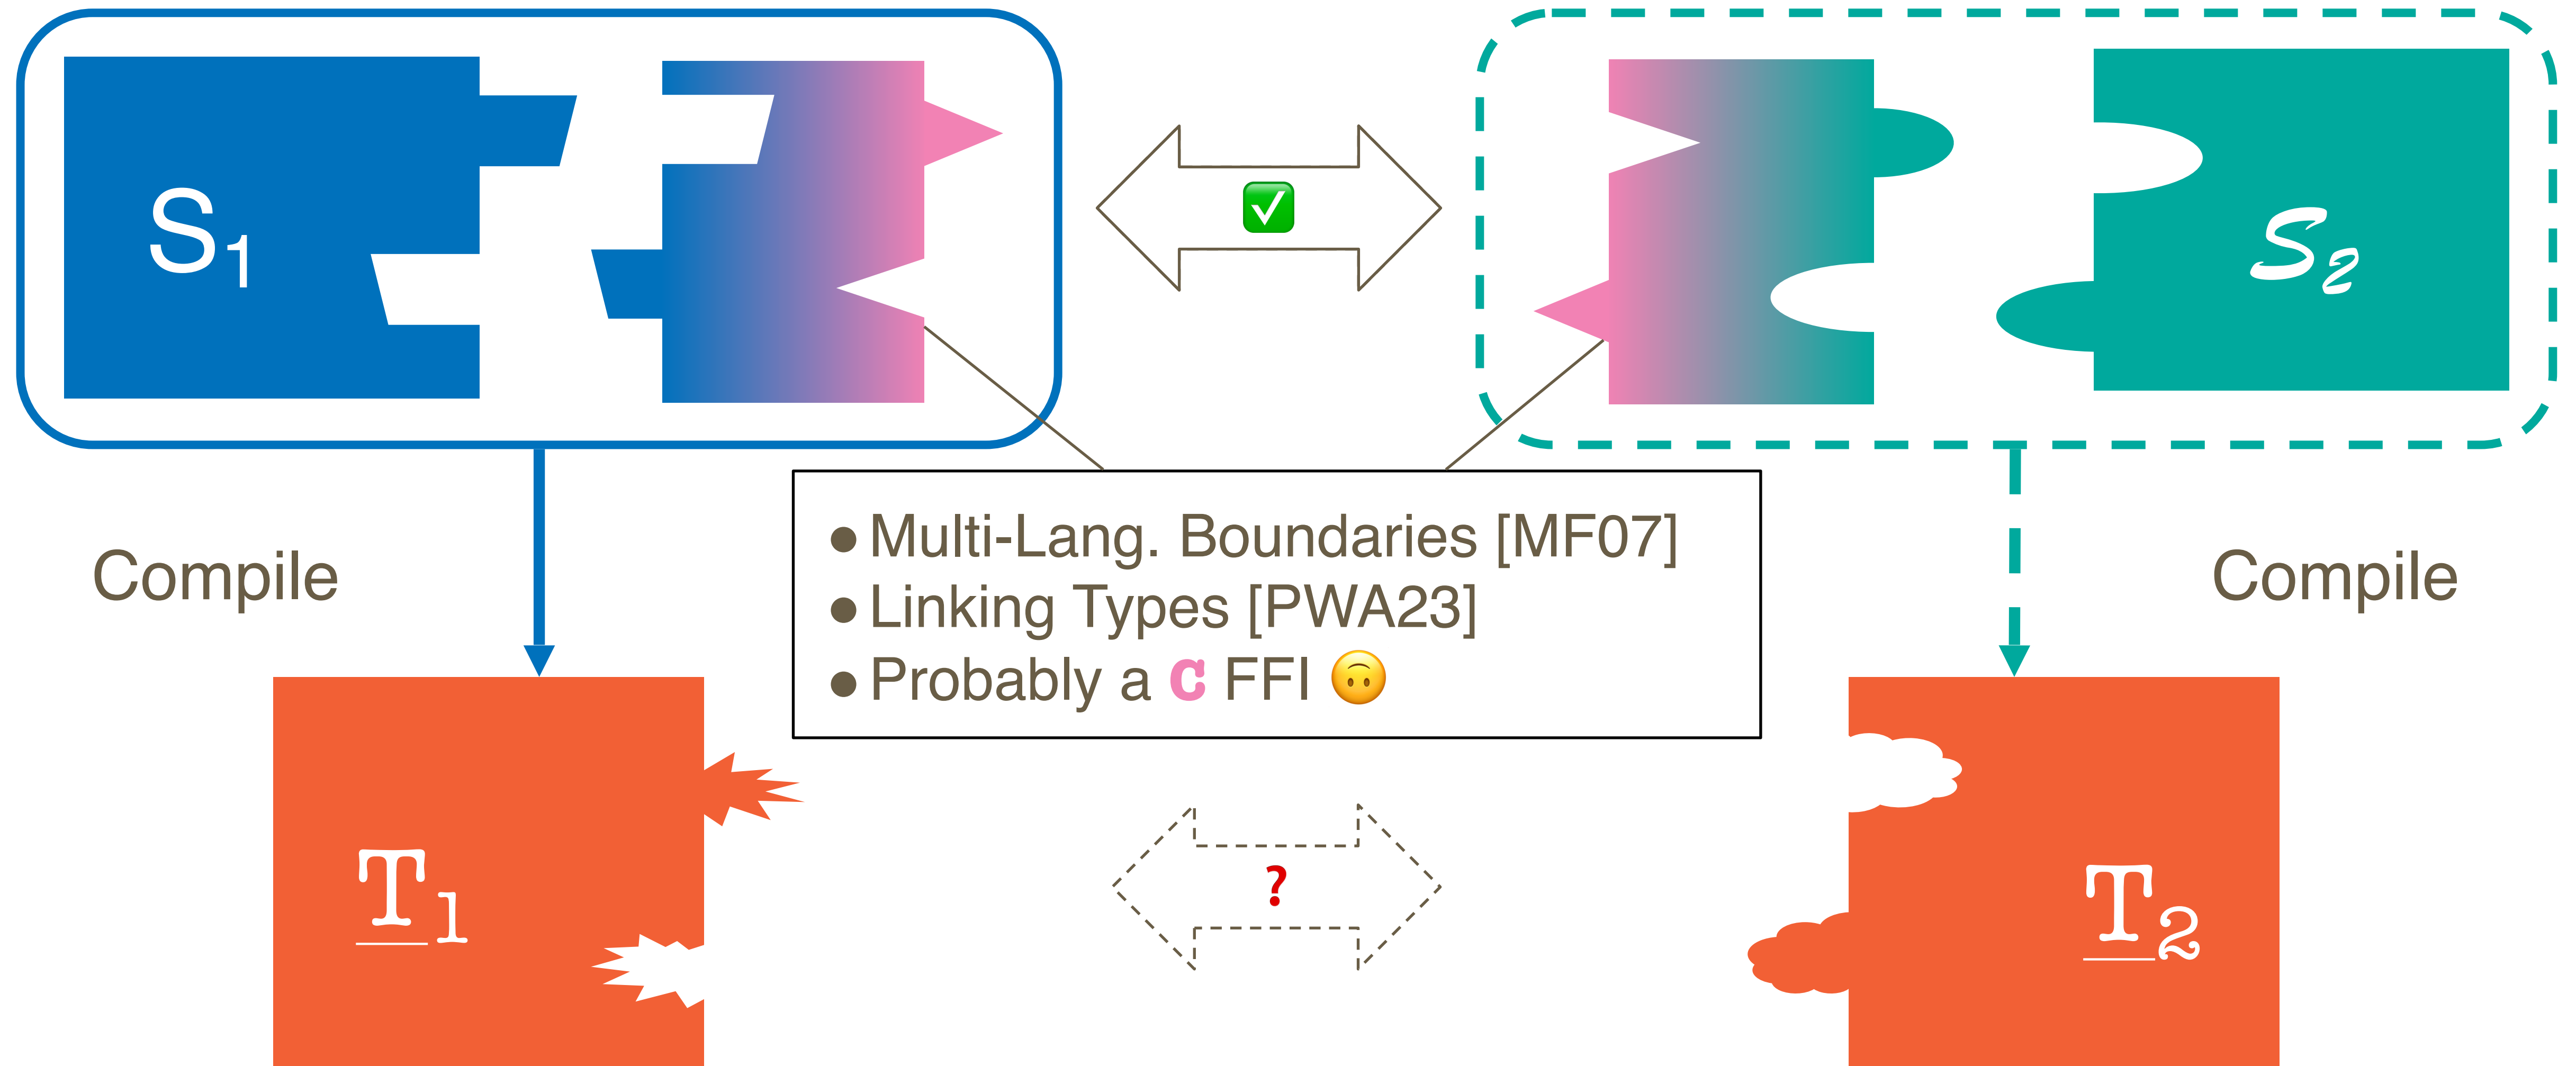 S₁
✅
S₂
Compile
● Multi-Lang. Boundaries [MF07]
● Linking Types [PWA23]
● Probably a C FFI 🙃
Compile
T₁
?
T₂